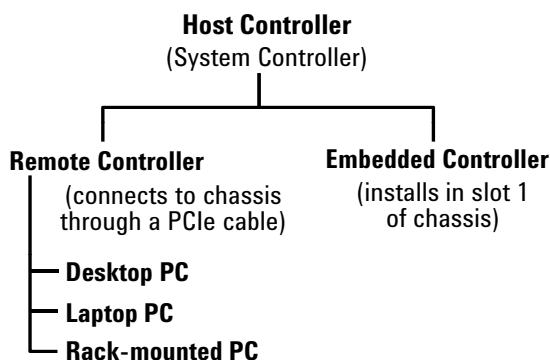 Host Controller
(System Controller)
Remote Controller
(connects to chassis
through a PCIe cable)
Embedded Controller
(installs in slot 1
of chassis)
Desktop PC
Laptop PC
Rack-mounted PC